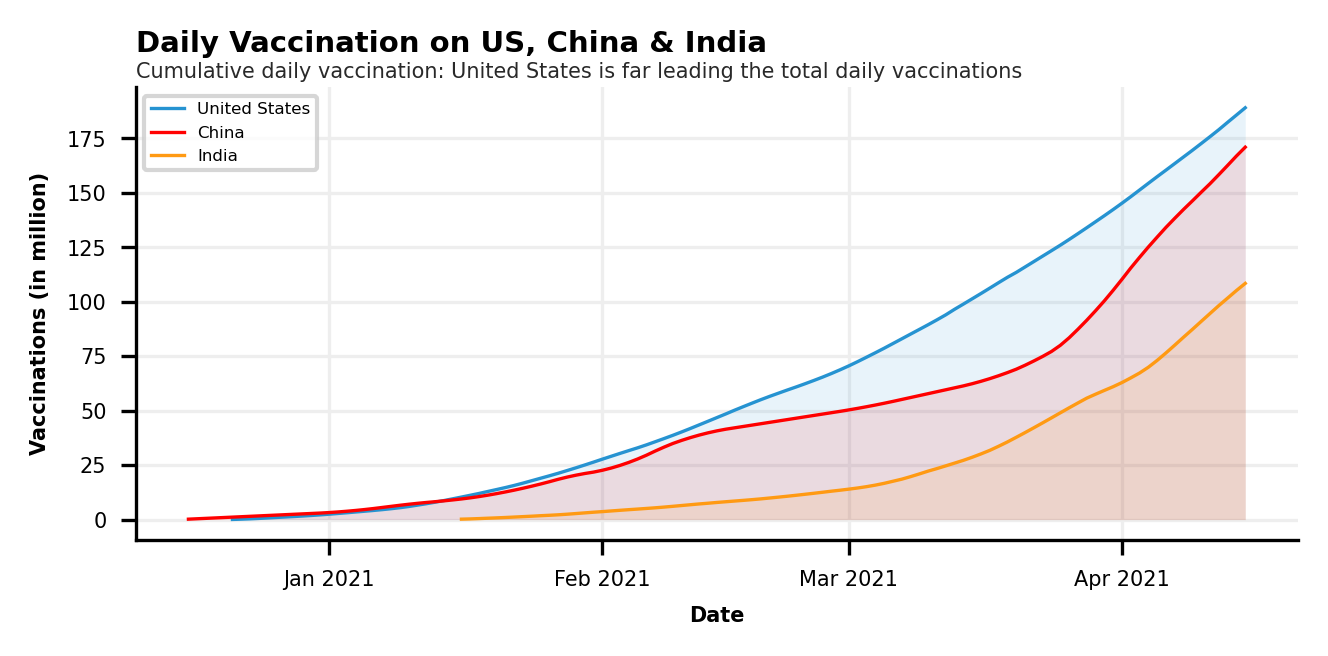 Daily Vaccination on US, China & India
Cumulative daily vaccination: United States is far leading the total daily vaccinations
United States
China
India
Vaccinations (in million)
175
150
125
100
75
50
25
0
Jan 2021 Feb 2021 Mar 2021 Apr 2021
Date